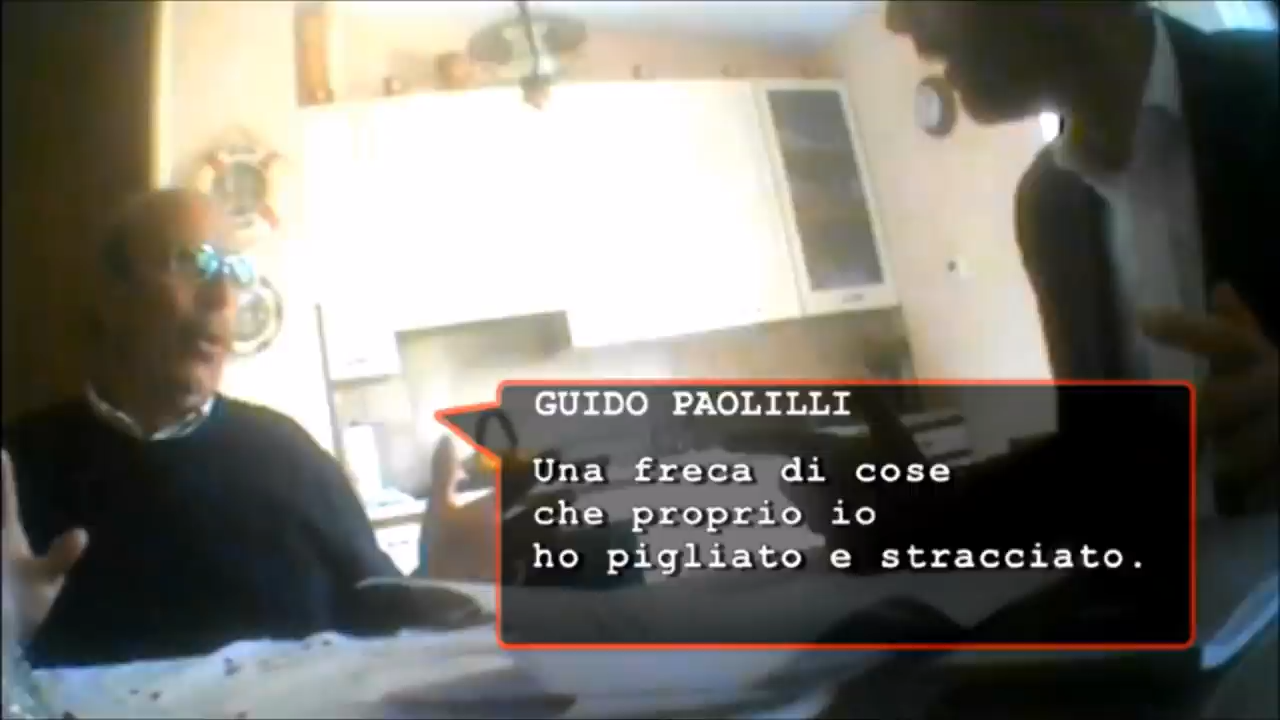 GUIDO PAOLILLI
Una freca di cose
che proprio io
ho pigliato e stracciato.